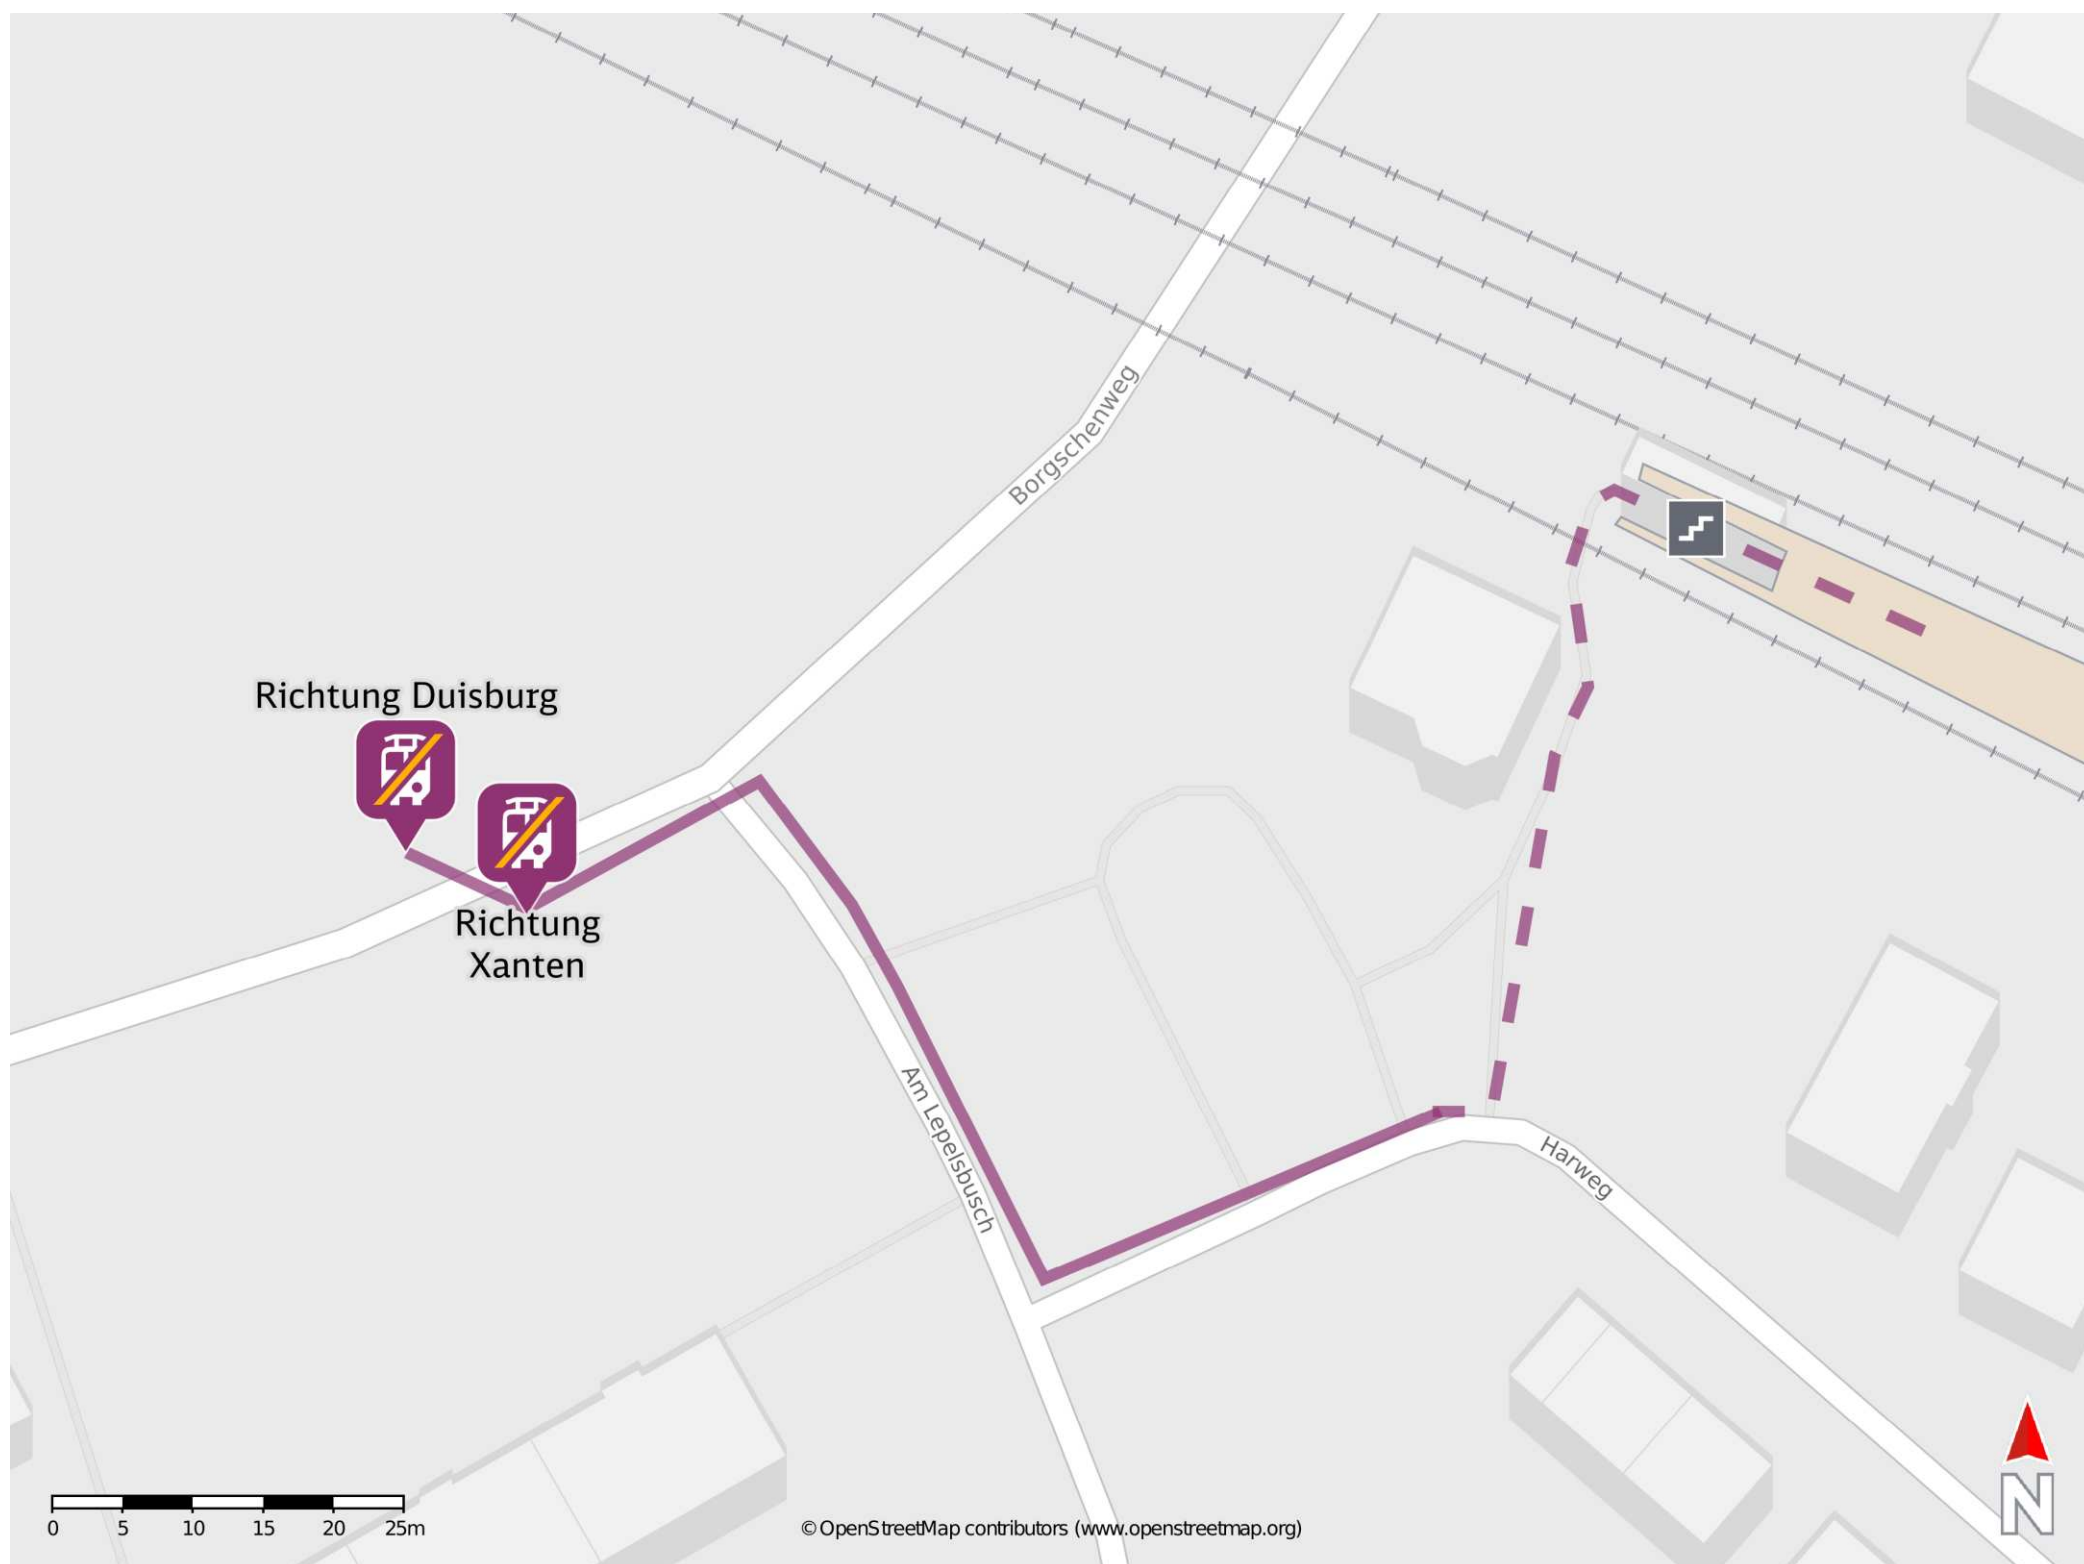 Borgschenweg
Richtung Duisburg
Richtung
Xanten
Am Lepelsbusch
Harweg
0 5 10 15 20 25m
© OpenStreetMap contributors (www.openstreetmap.org)
N